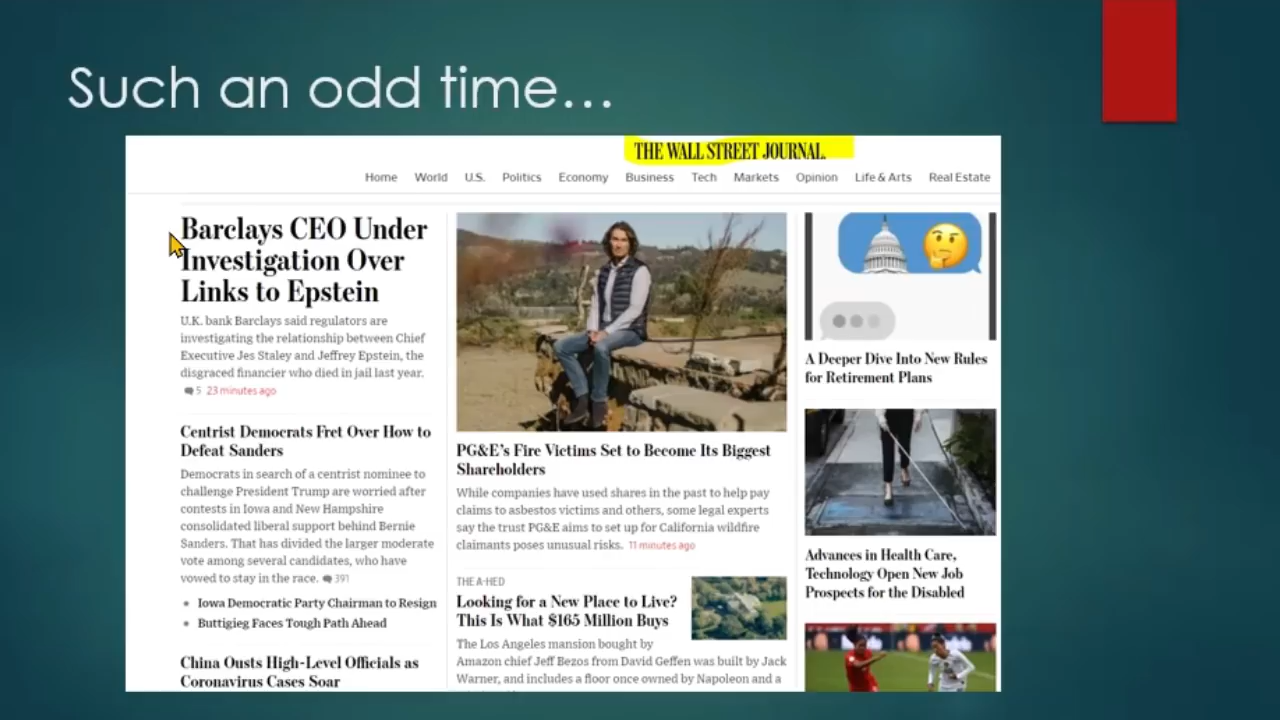 Such an odd time...
THE WALL STREET JOURNAL.
Home World U.S. Politics Economy Business Tech Markets Opinion Life & Arts Real Estate
Barclays CEO Under
Investigation Over
Links to Epstein
U.K. bank Barclays said regulators are
investigating the relationship between Chief
Executive Jes Staley and Jeffrey Epstein, the
disgraced financier who died in jail last year.
5 23 minutes ago
Centrist Democrats Fret Over How to
Defeat Sanders
Democrats in search of a centrist nominee to
challenge President Trump are worried after
contests in Iowa and New Hampshire
consolidated liberal support behind Bernie
Sanders. That has divided the larger moderate
vote among several candidates, who have
vowed to stay in the race. 391
Iowa Democratic Party Chairman to Resign
Buttigieg Faces Tough Path Ahead
China Ousts High-Level Officials as
Coronavirus Cases Soar
PG&E's Fire Victims Set to Become Its Biggest
Shareholders
While companies have used shares in the past to help pay
claims to asbestos victims and others, some legal experts
say the trust PG&E aims to set up for California wildfire
claimants poses unusual risks. 11 minutes ago
THE A-HED
Looking for a New Place to Live?
This Is What $165 Million Buys
The Los Angeles mansion bought by
Amazon chief Jeff Bezos from David Geffen was built by Jack
Warner, and includes a floor once owned by Napoleon and a
A Deeper Dive Into New Rules
for Retirement Plans
Advances in Health Care,
Technology Open New Job
Prospects for the Disabled